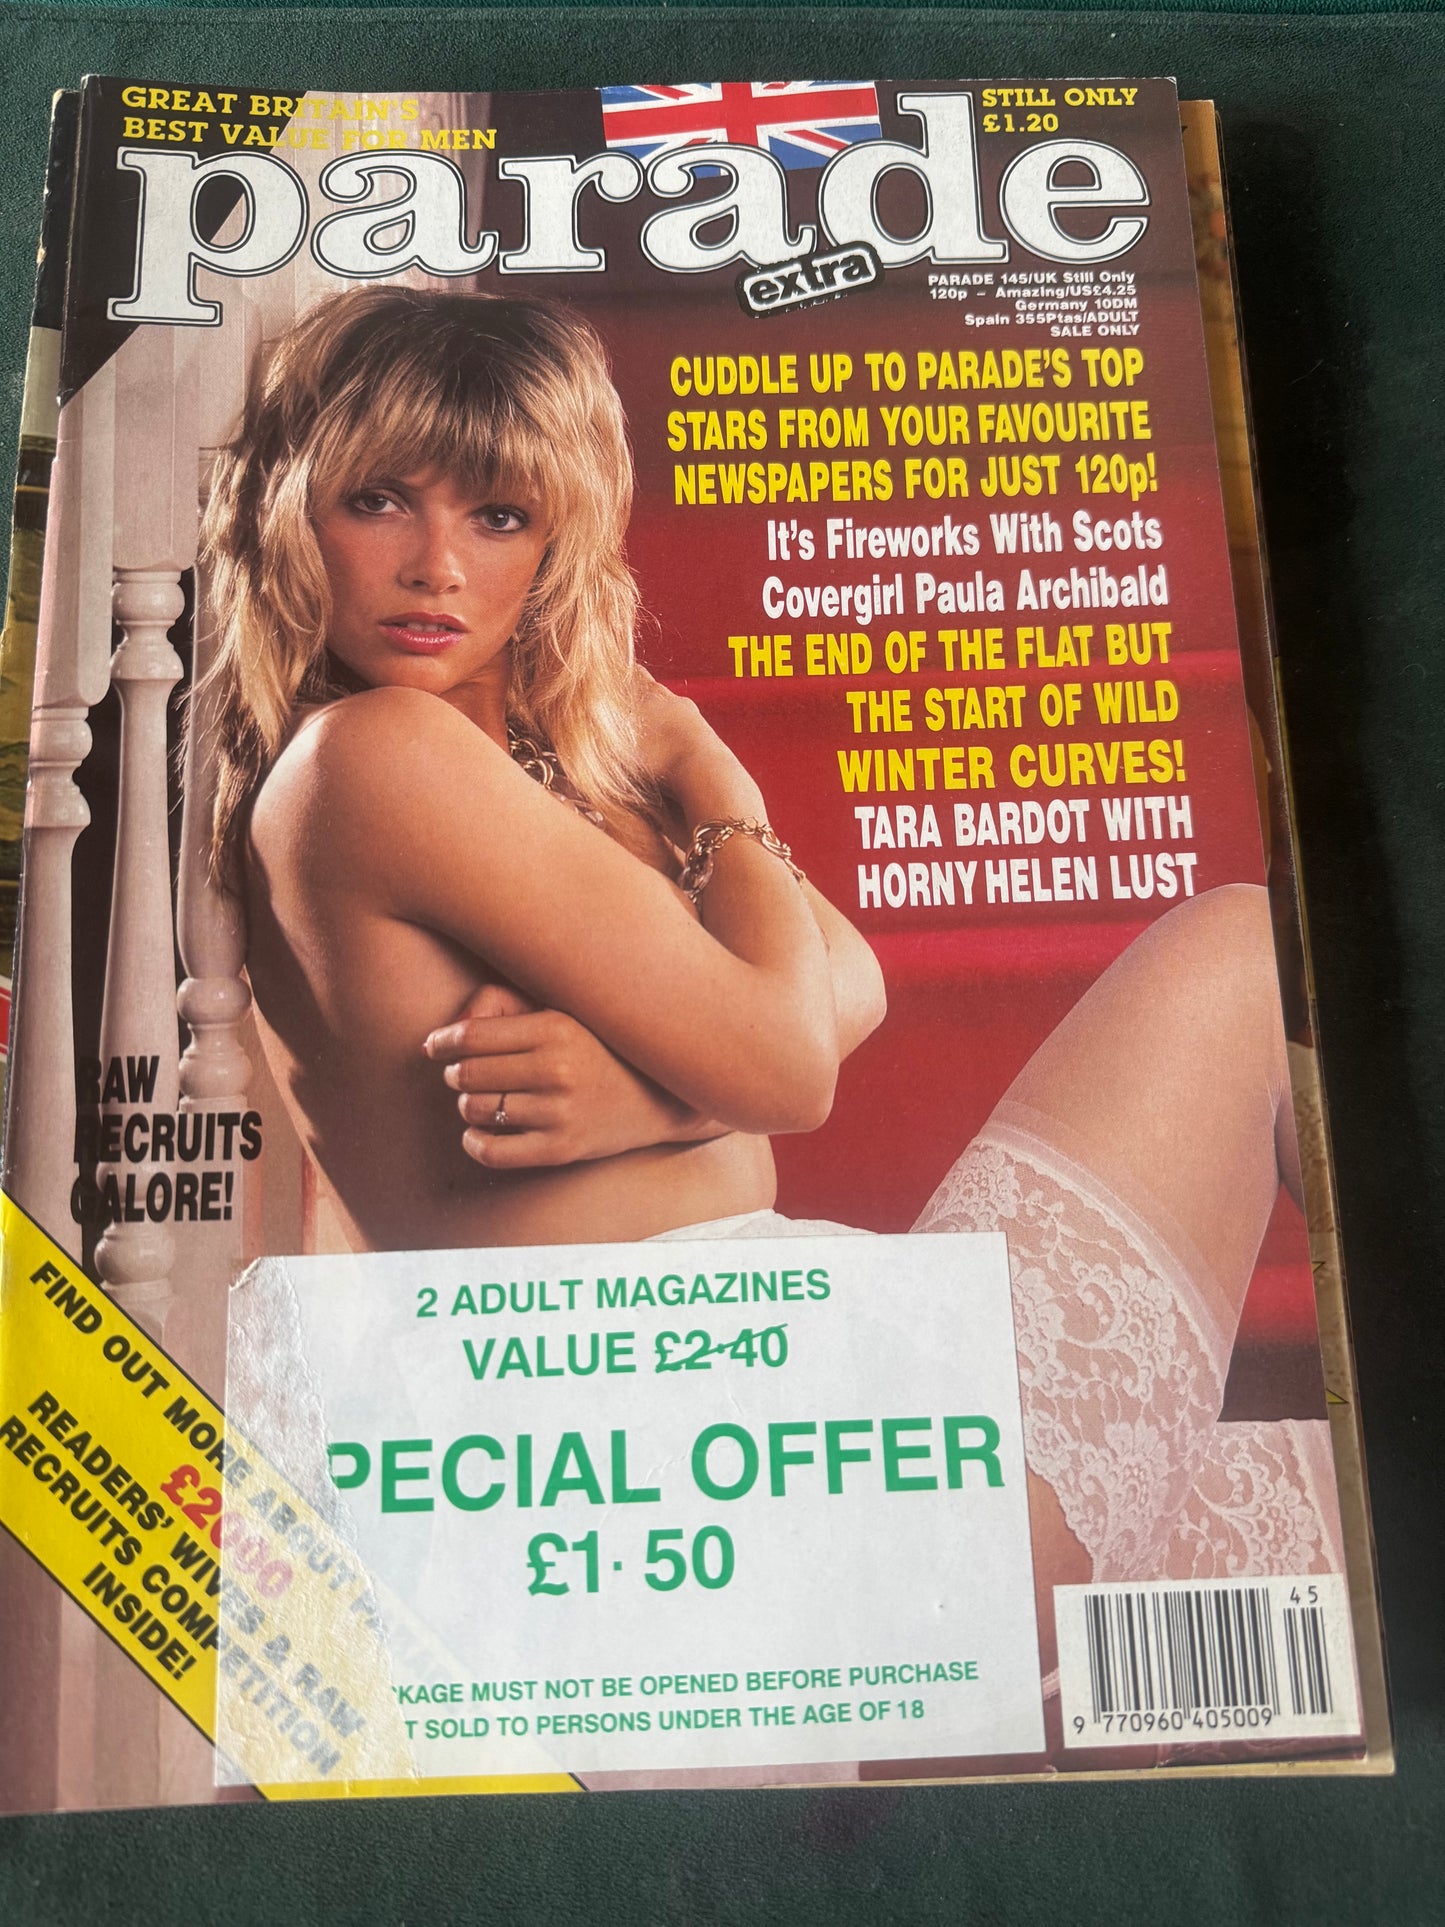 GREAT BRITAIN'S
BEST VALUE FOR MEN
STILL ONLY
£1.20
parade
extra
PARADE 145/UK Still Only
120p – Amazing/US£4.25
Germany 10DM
Spain 355Ptas/ADULT
SALE ONLY
CUDDLE UP TO PARADE'S TOP
STARS FROM YOUR FAVOURITE
NEWSPAPERS FOR JUST 120p!
It's Fireworks With Scots
Covergirl Paula Archibald
THE END OF THE FLAT BUT
THE START OF WILD
WINTER CURVES!
TARA BARDOT WITH
HORNY HELEN LUST
RAW
RECRUITS
GALORE!
FIND OUT MORE ABOUT
£2000
READERS' WIVES & RAW
RECRUITS COMPETITION
INSIDE!
2 ADULT MAGAZINES
VALUE £2·40
PECIAL OFFER
£1·50
KAGE MUST NOT BE OPENED BEFORE PURCHASE
T SOLD TO PERSONS UNDER THE AGE OF 18
45
9 770960 405009